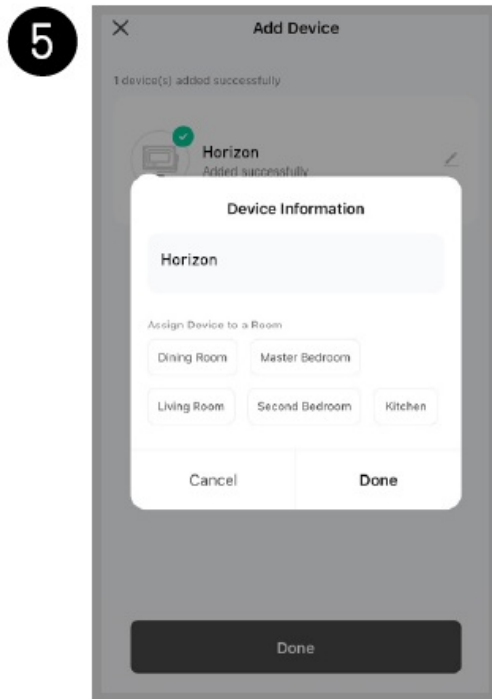 5
Add Device
1 device(s) added successfully
Horizon
Added successfully
Device Information
Horizon
Assign Device to a Room
Dining Room Master Bedroom
Living Room Second Bedroom Kitchen
Cancel Done
Done